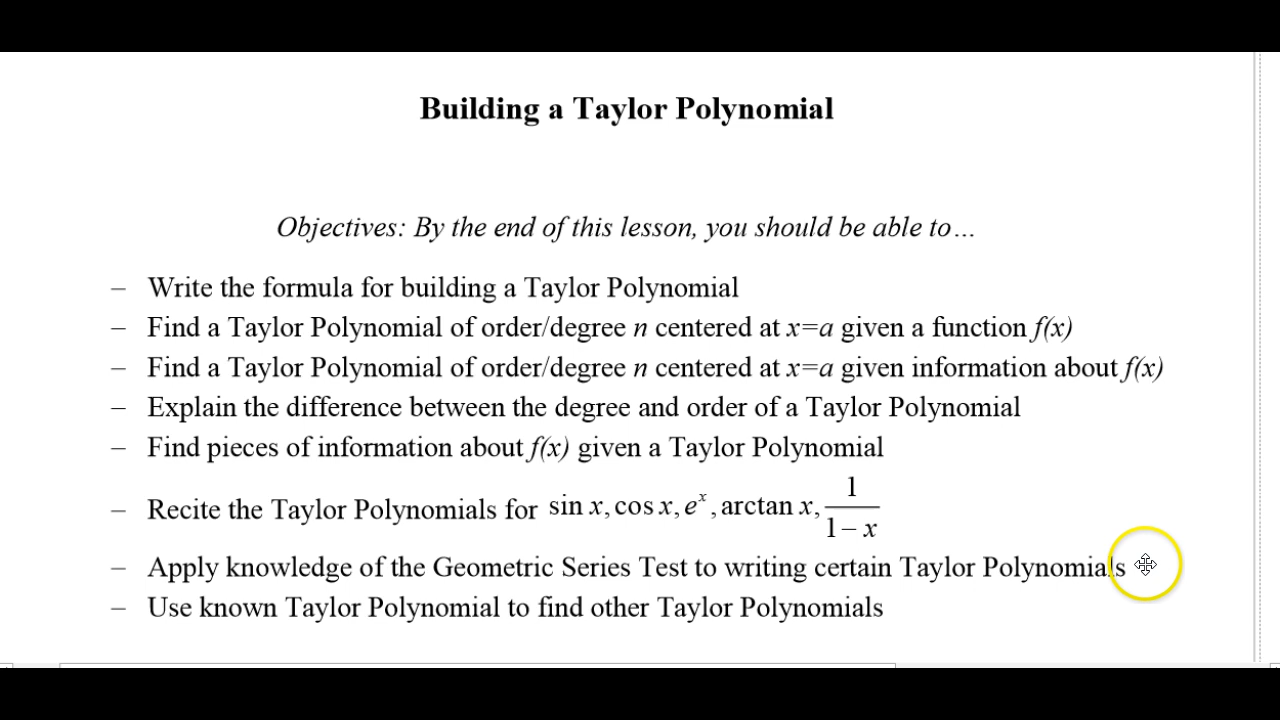 Building a Taylor Polynomial
Objectives: By the end of this lesson, you should be able to…
– Write the formula for building a Taylor Polynomial
– Find a Taylor Polynomial of order/degree n centered at x=a given a function f(x)
– Find a Taylor Polynomial of order/degree n centered at x=a given information about f(x)
– Explain the difference between the degree and order of a Taylor Polynomial
– Find pieces of information about f(x) given a Taylor Polynomial
– Recite the Taylor Polynomials for sin x, cos x, e^x, arctan x, 1/(1−x)
– Apply knowledge of the Geometric Series Test to writing certain Taylor Polynomials
– Use known Taylor Polynomial to find other Taylor Polynomials